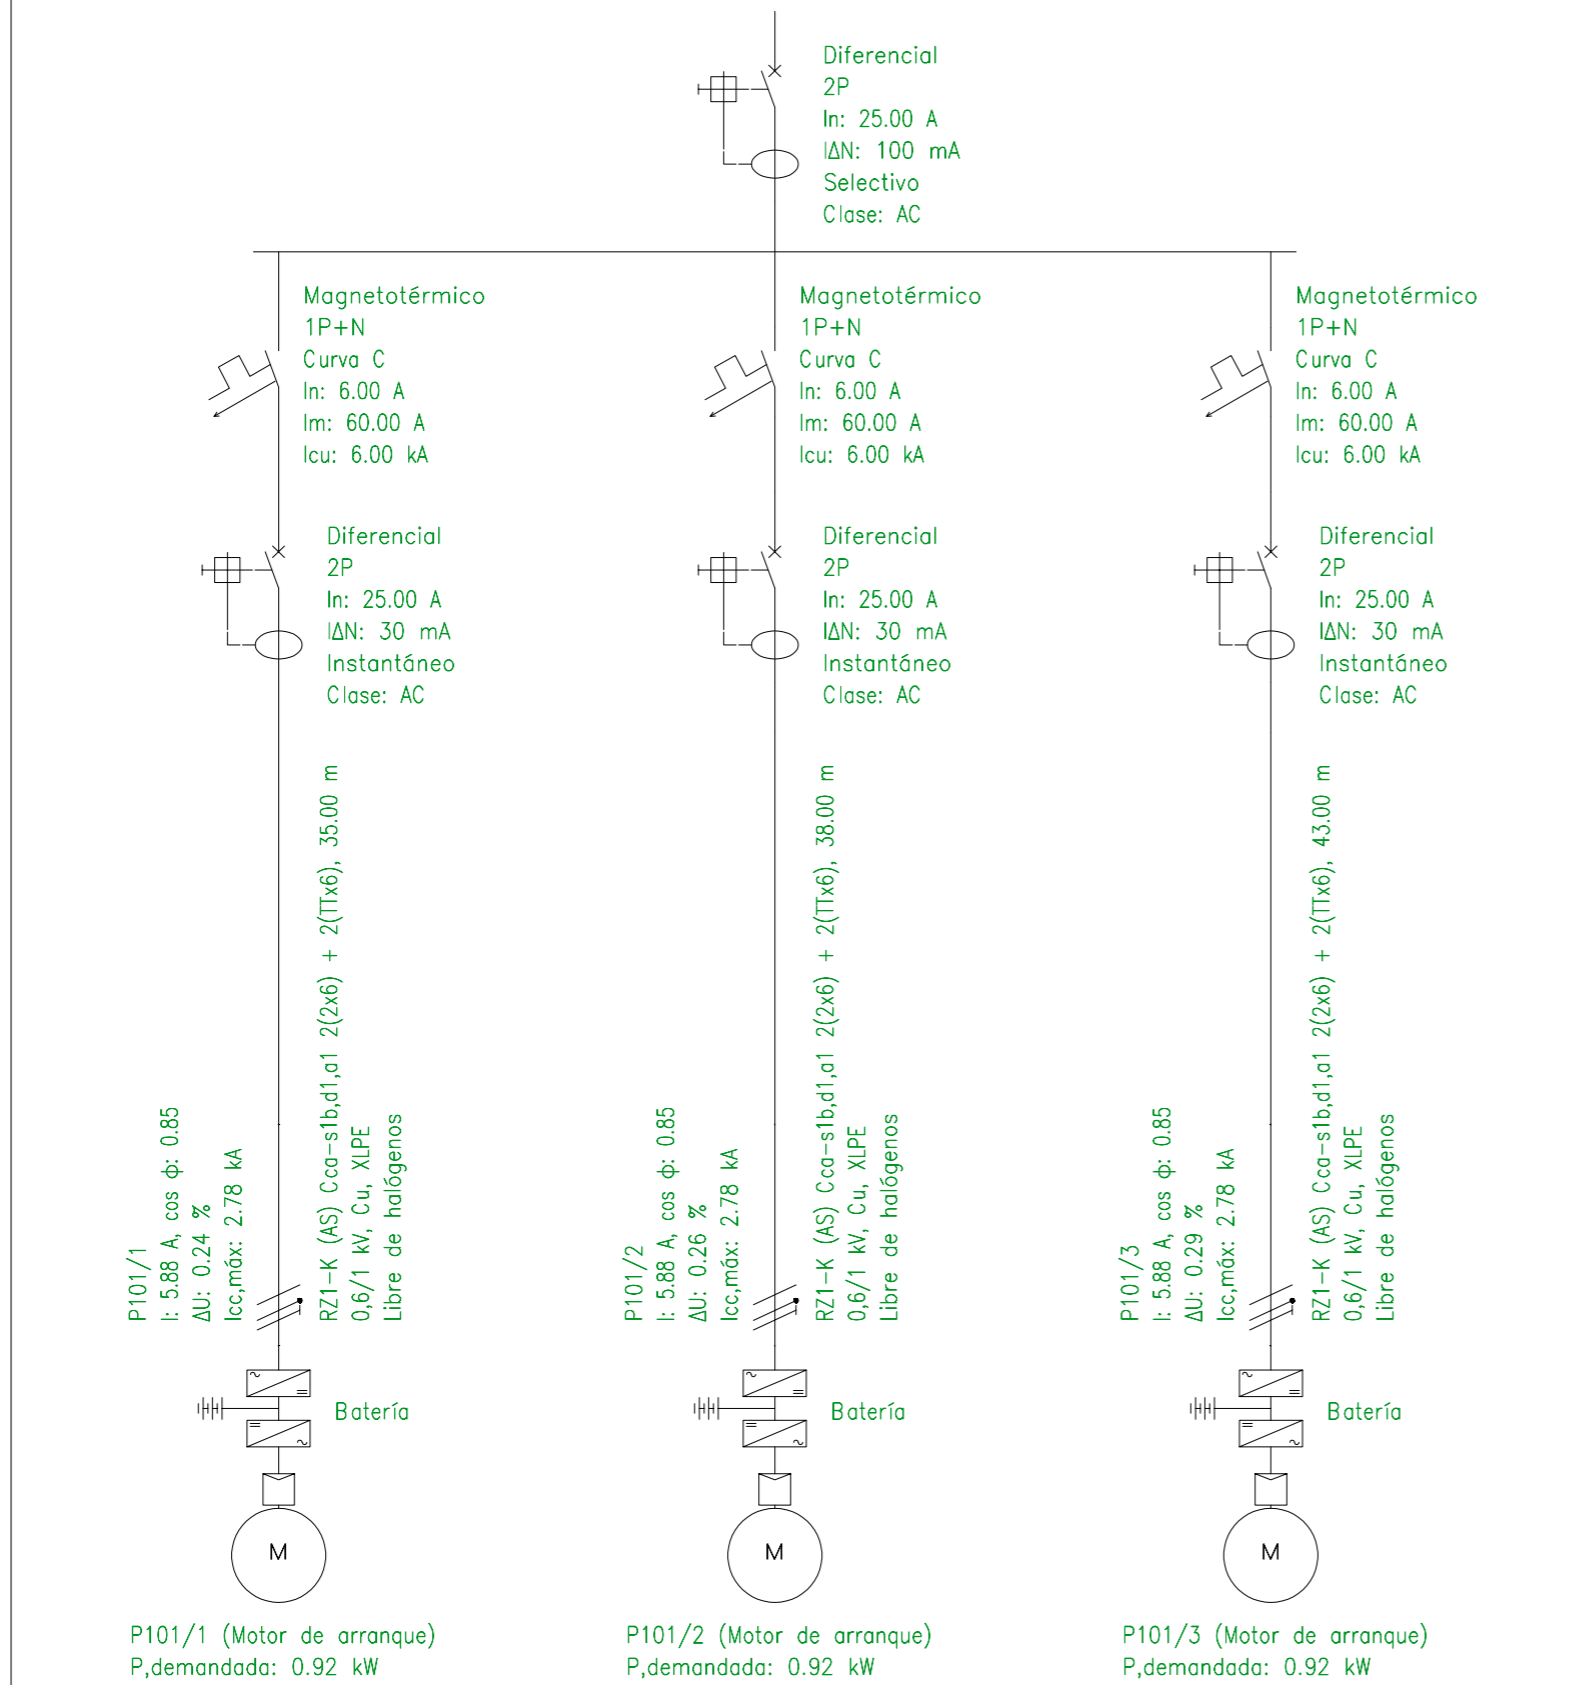 Diferencial
2P
In: 25.00 A
IΔN: 100 mA
Selectivo
Clase: AC
Magnetotérmico
1P+N
Curva C
In: 6.00 A
Im: 60.00 A
Icu: 6.00 kA
Diferencial
2P
In: 25.00 A
IΔN: 30 mA
Instantáneo
Clase: AC
P101/1
I: 5.88 A, cos ϕ: 0.85
ΔU: 0.24 %
Icc,máx: 2.78 kA
RZ1-K (AS) Cca-s1b,d1,a1 2(2x6) + 2(TTx6), 35.00 m
0,6/1 kV, Cu, XLPE
Libre de halógenos
Batería
M
P101/1 (Motor de arranque)
P,demandada: 0.92 kW
Magnetotérmico
1P+N
Curva C
In: 6.00 A
Im: 60.00 A
Icu: 6.00 kA
Diferencial
2P
In: 25.00 A
IΔN: 30 mA
Instantáneo
Clase: AC
P101/2
I: 5.88 A, cos ϕ: 0.85
ΔU: 0.26 %
Icc,máx: 2.78 kA
RZ1-K (AS) Cca-s1b,d1,a1 2(2x6) + 2(TTx6), 38.00 m
0,6/1 kV, Cu, XLPE
Libre de halógenos
Batería
M
P101/2 (Motor de arranque)
P,demandada: 0.92 kW
Magnetotérmico
1P+N
Curva C
In: 6.00 A
Im: 60.00 A
Icu: 6.00 kA
Diferencial
2P
In: 25.00 A
IΔN: 30 mA
Instantáneo
Clase: AC
P101/3
I: 5.88 A, cos ϕ: 0.85
ΔU: 0.29 %
Icc,máx: 2.78 kA
RZ1-K (AS) Cca-s1b,d1,a1 2(2x6) + 2(TTx6), 43.00 m
0,6/1 kV, Cu, XLPE
Libre de halógenos
Batería
M
P101/3 (Motor de arranque)
P,demandada: 0.92 kW